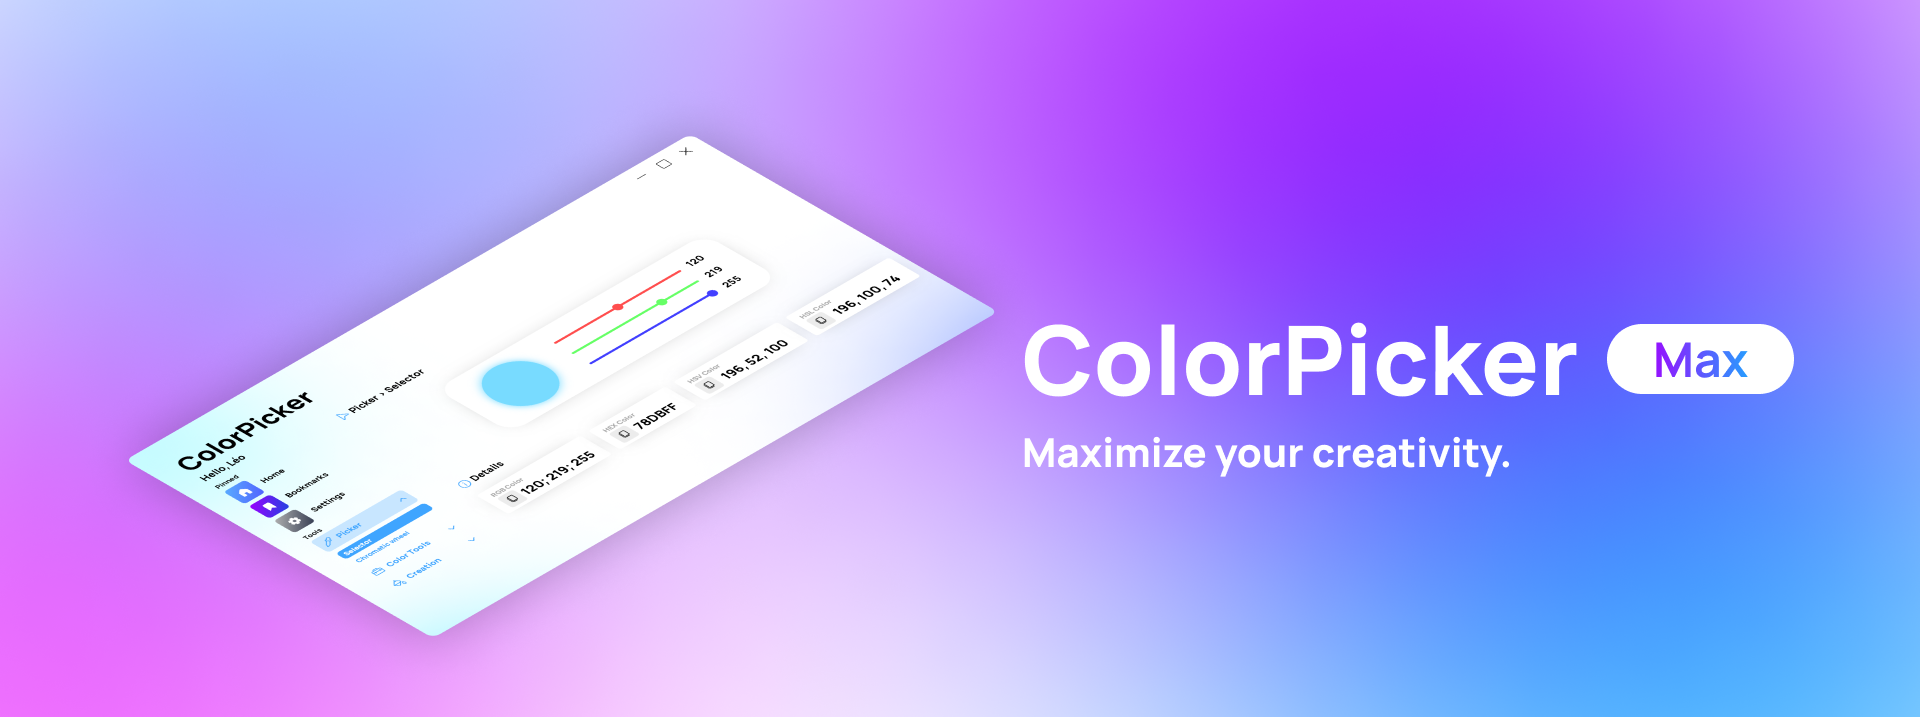 ColorPicker
Hello, Léo
Pinned
Home
Bookmarks
Settings
Tools
Picker
Selector
Chromatic wheel
Color Tools
Creation
Picker › Selector
120
219
255
Details
RGB Color
120; 219; 255
HEX Color
78DBFF
HSV Color
196, 52, 100
HSL Color
196, 100, 74
ColorPicker Max
Maximize your creativity.